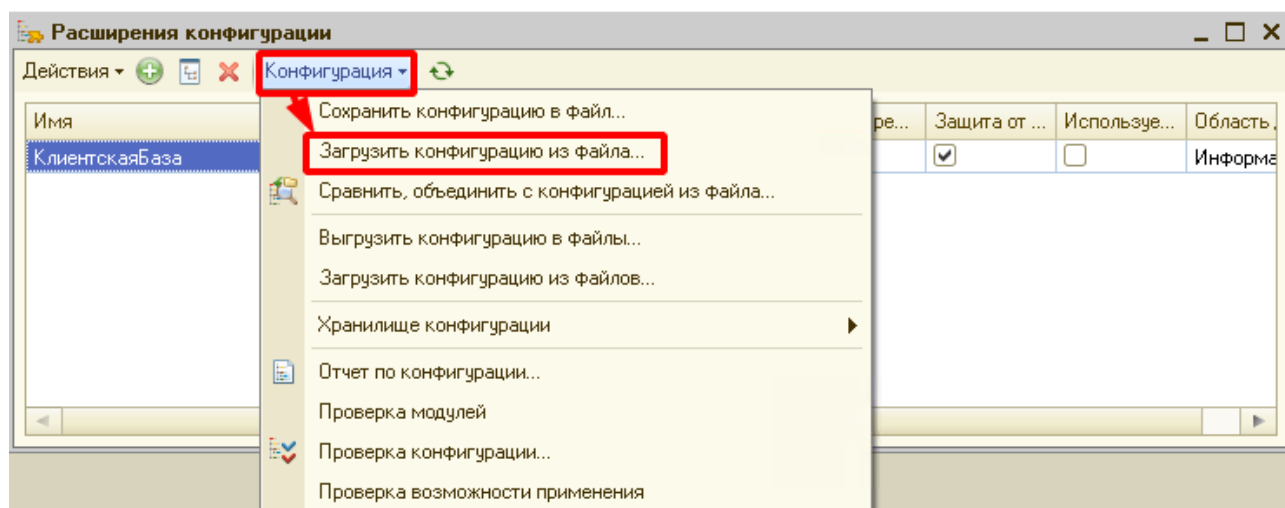 Расширения конфигурации
Действия Конфигурация
Имя ре... Защита от ... Используе... Область
КлиентскаяБаза Информа
Сохранить конфигурацию в файл...
Загрузить конфигурацию из файла...
Сравнить, объединить с конфигурацией из файла...
Выгрузить конфигурацию в файлы...
Загрузить конфигурацию из файлов...
Хранилище конфигурации
Отчет по конфигурации...
Проверка модулей
Проверка конфигурации...
Проверка возможности применения